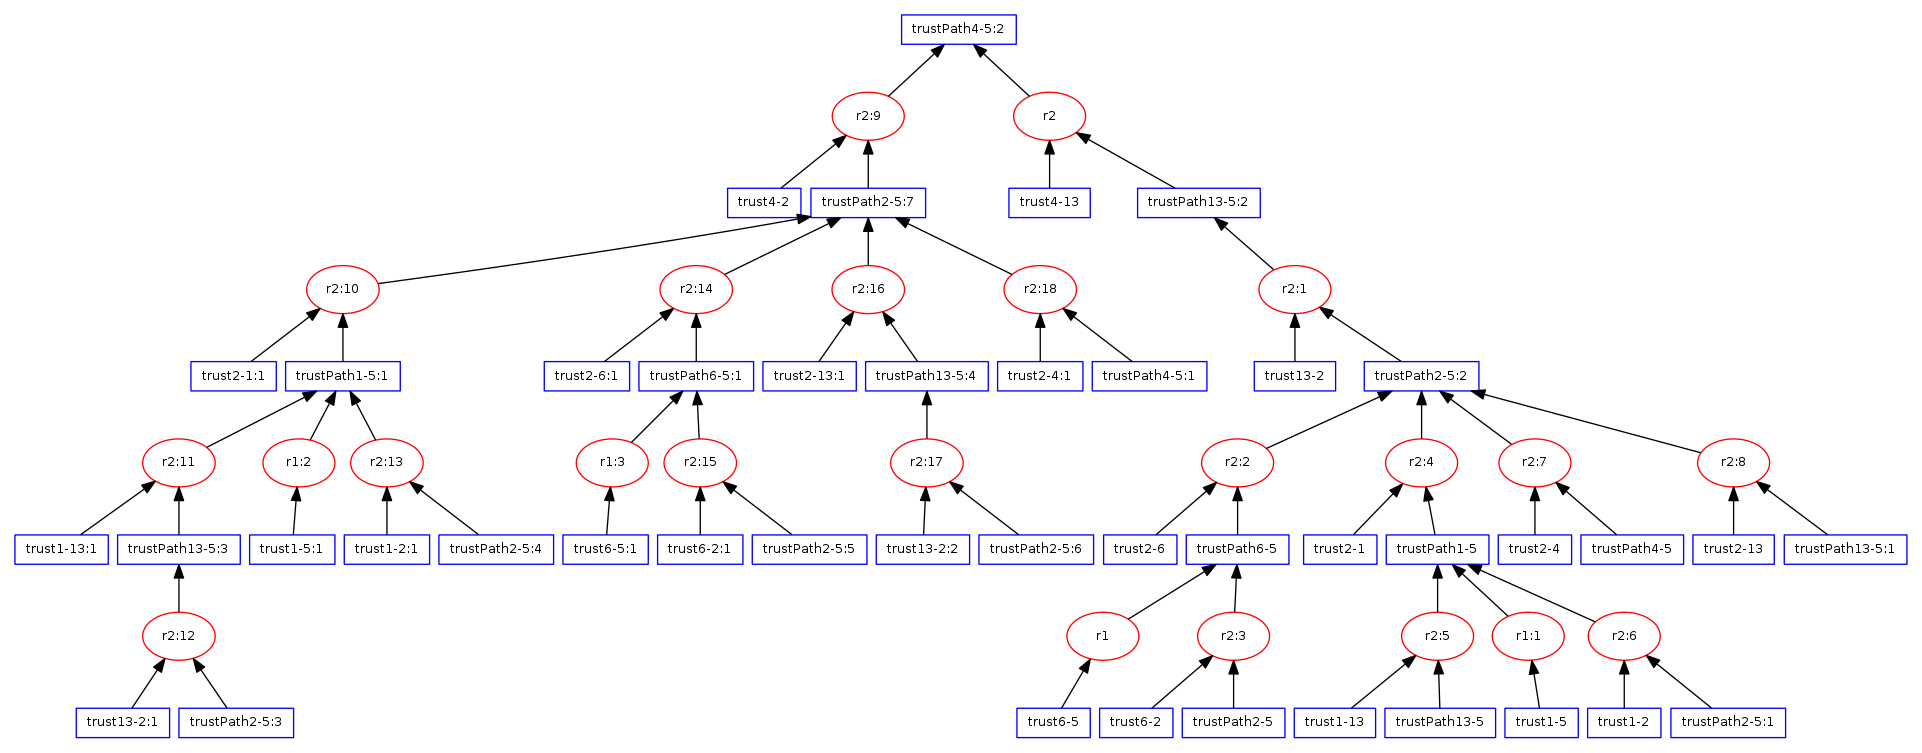 trustPath4-5:2
r2:9
r2
trust4-2
trustPath2-5:7
trust4-13
trustPath13-5:2
r2:10
r2:14
r2:16
r2:18
r2:1
trust2-1:1
trustPath1-5:1
trust2-6:1
trustPath6-5:1
trust2-13:1
trustPath13-5:4
trust2-4:1
trustPath4-5:1
trust13-2
trustPath2-5:2
r2:11
r1:2
r2:13
r1:3
r2:15
r2:17
r2:2
r2:4
r2:7
r2:8
trust1-13:1
trustPath13-5:3
trust1-5:1
trust1-2:1
trustPath2-5:4
trust6-5:1
trust6-2:1
trustPath2-5:5
trust13-2:2
trustPath2-5:6
trust2-6
trustPath6-5
trust2-1
trustPath1-5
trust2-4
trustPath4-5
trust2-13
trustPath13-5:1
r2:12
r1
r2:3
r2:5
r1:1
r2:6
trust13-2:1
trustPath2-5:3
trust6-5
trust6-2
trustPath2-5
trust1-13
trustPath13-5
trust1-5
trust1-2
trustPath2-5:1